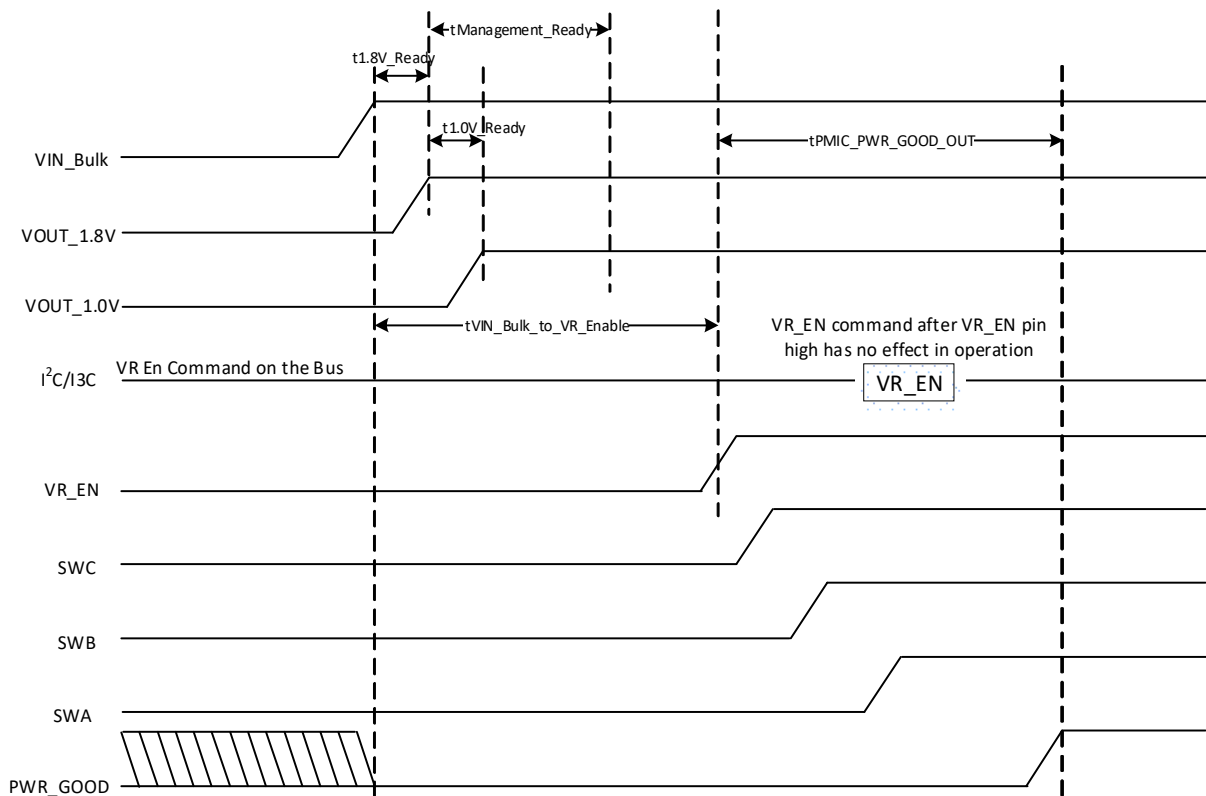 tManagement_Ready
t1.8V_Ready
t1.0V_Ready
tPMIC_PWR_GOOD_OUT
VIN_Bulk
VOUT_1.8V
VOUT_1.0V
tVIN_Bulk_to_VR_Enable
VR_EN command after VR_EN pin
high has no effect in operation
I²C/I3C
VR En Command on the Bus
VR_EN
VR_EN
SWC
SWB
SWA
PWR_GOOD